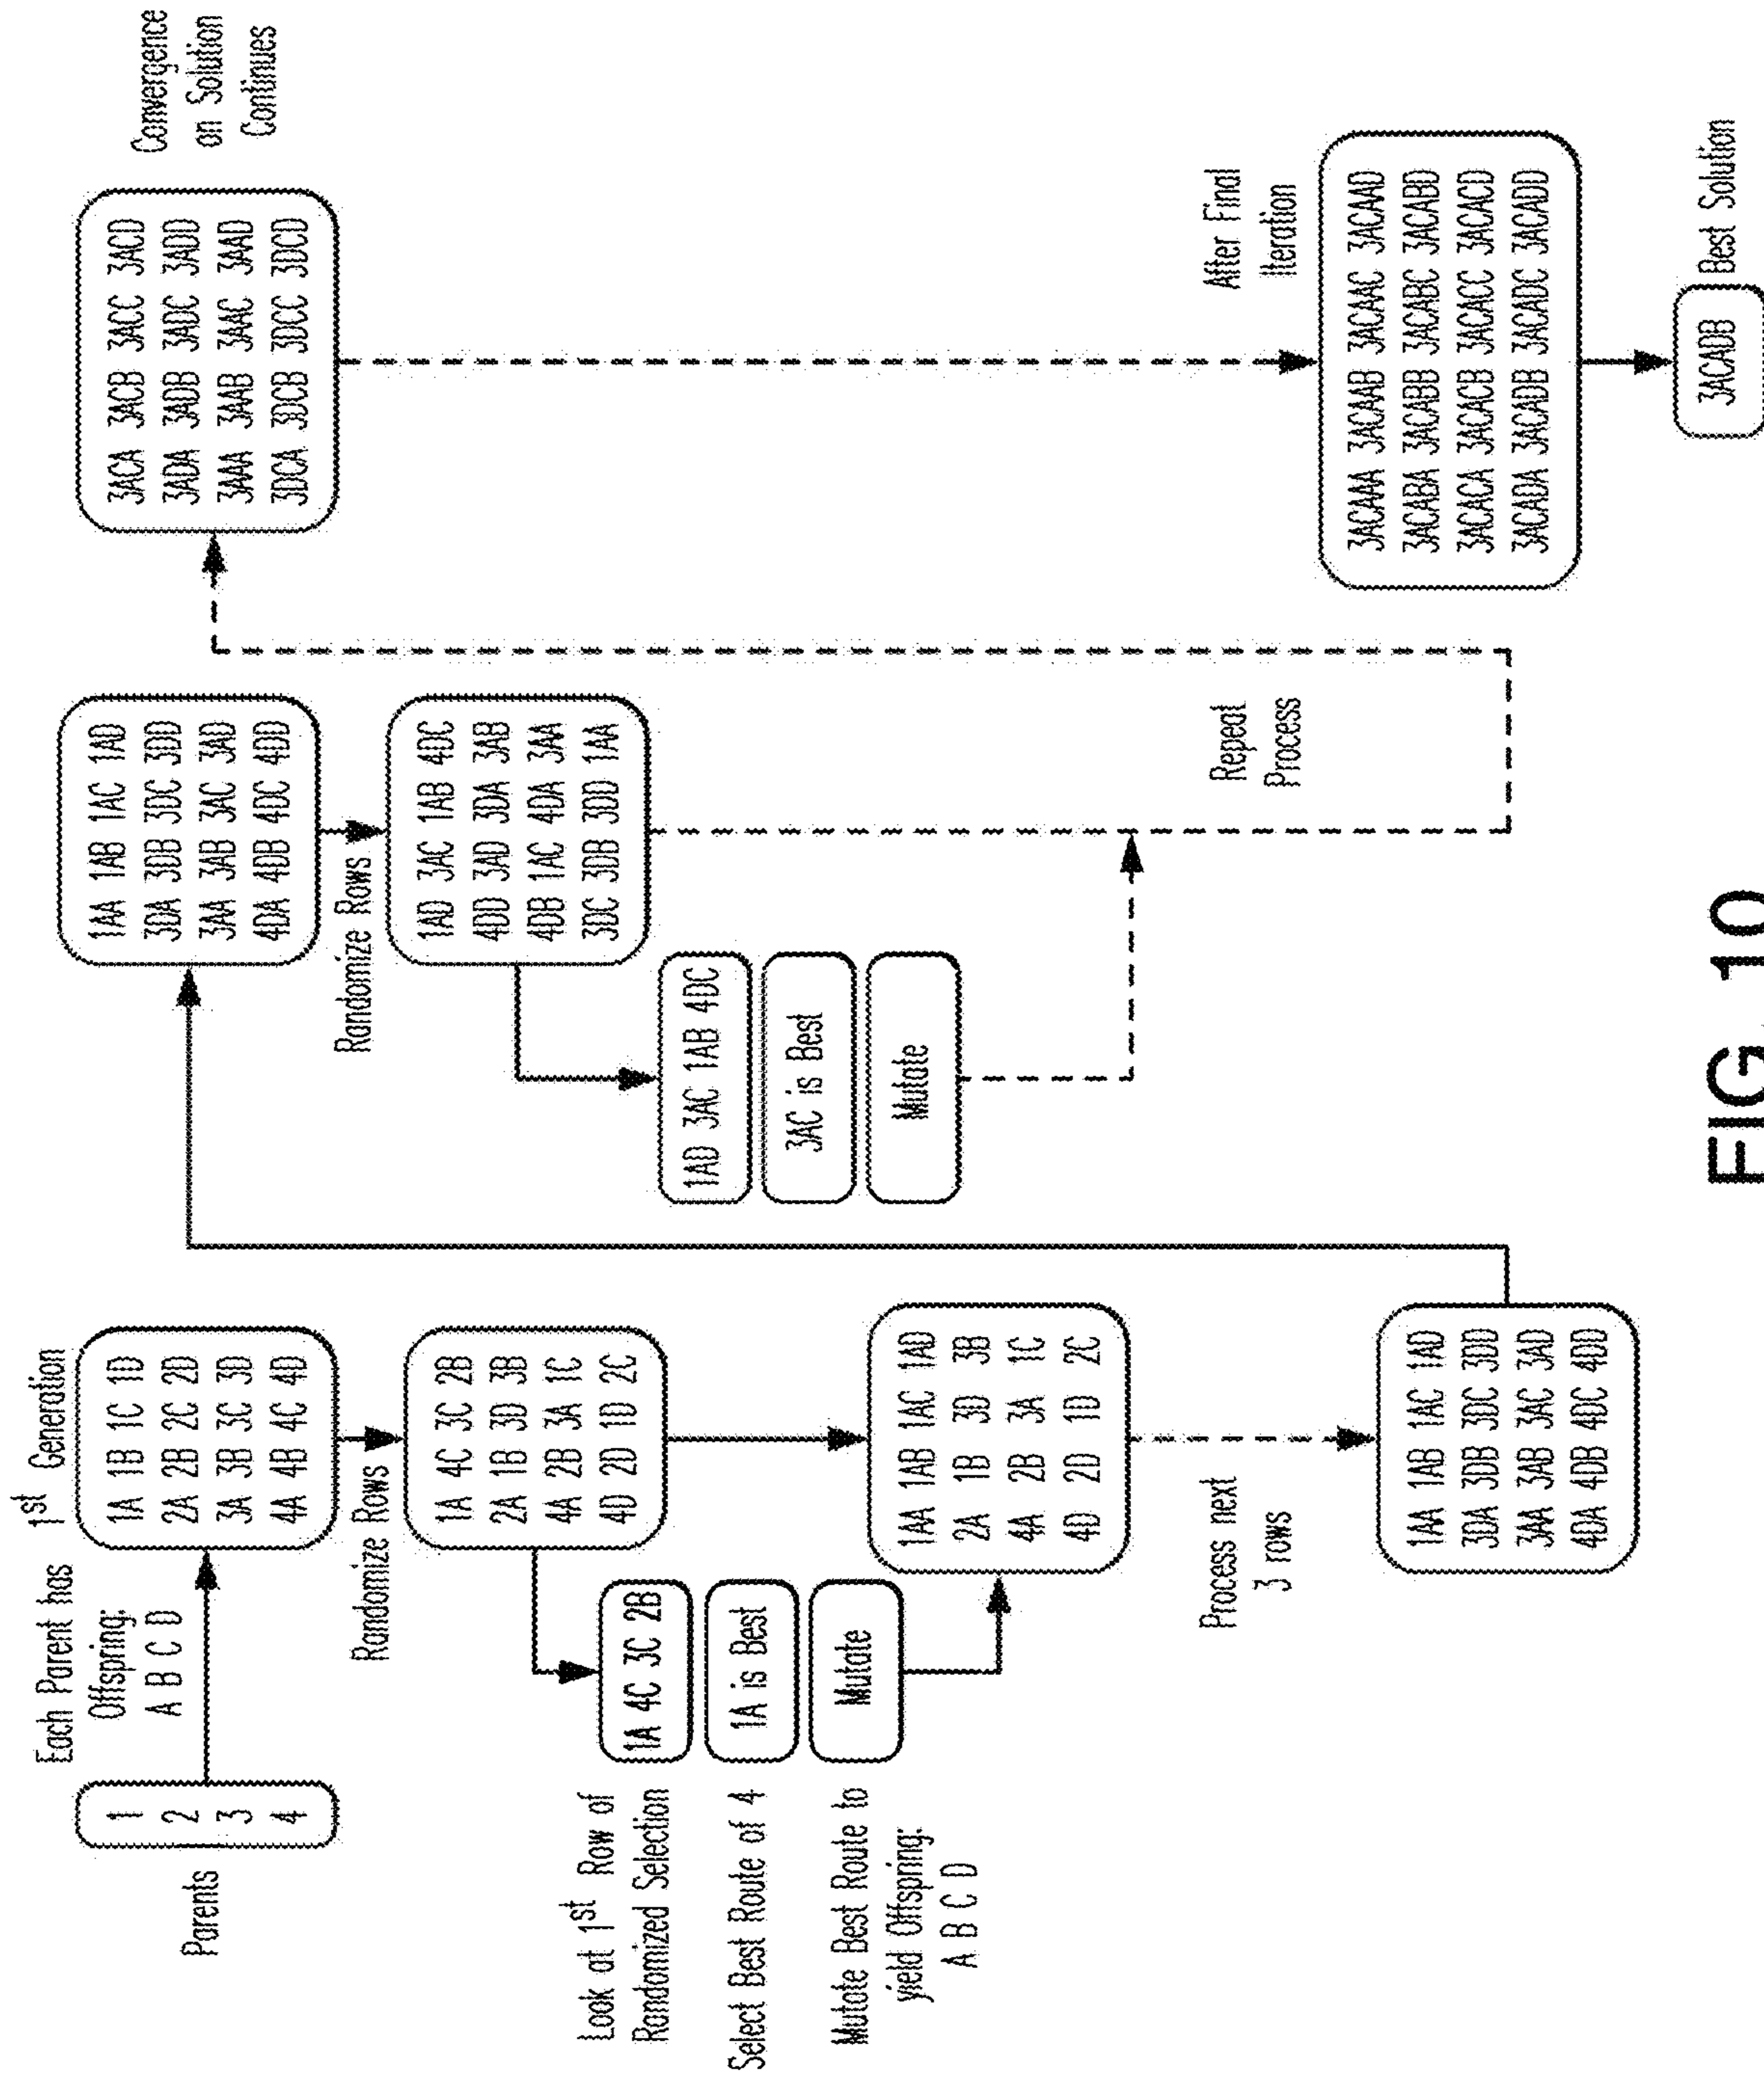 Parents
1
2
3
4
Each Parent has
Offspring:
A B C D
1st Generation
1A 1B 1C 1D
2A 2B 2C 2D
3A 3B 3C 3D
4A 4B 4C 4D
Randomize Rows
1A 4C 3C 2B
2A 1B 3D 3B
4A 2B 3A 1C
4D 2D 1D 2C
Look at 1st Row of
Randomized Selection
1A 4C 3C 2B
Select Best Route of 4
1A is Best
Mutate Best Route to
yield Offspring:
A B C D
Mutate
1AA 1AB 1AC 1AD
2A 1B 3D 3B
4A 2B 3A 1C
4D 2D 1D 2C
Process next
3 rows
1AA 1AB 1AC 1AD
3DA 3DB 3DC 3DD
3AA 3AB 3AC 3AD
4DA 4DB 4DC 4DD
1AA 1AB 1AC 1AD
3DA 3DB 3DC 3DD
3AA 3AB 3AC 3AD
4DA 4DB 4DC 4DD
Randomize Rows
1AD 3AC 1AB 4DC
4DD 3AD 3DA 3AB
4DB 1AC 4DA 3AA
3DC 3DB 3DD 1AA
1AD 3AC 1AB 4DC
3AC is Best
Mutate
Repeat
Process
Convergence
on Solution
Continues
3ACA 3ACB 3ACC 3ACD
3ADA 3ADB 3ADC 3ADD
3AAA 3AAB 3AAC 3AAD
3DCA 3DCB 3DCC 3DCD
After Final
Iteration
3ACAAA 3ACAAB 3ACAAC 3ACAAD
3ACABA 3ACABB 3ACABC 3ACABD
3ACACA 3ACACB 3ACACC 3ACACD
3ACADA 3ACADB 3ACADC 3ACADD
3ACADB
Best Solution
FIG. 10